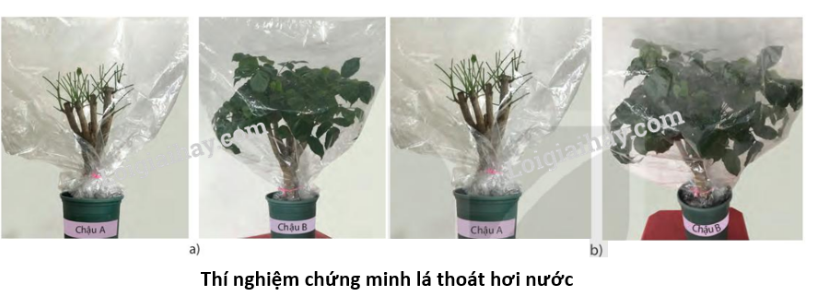 Chậu A
Chậu B
Chậu A
Chậu B
a)
b)
Thí nghiệm chứng minh lá thoát hơi nước